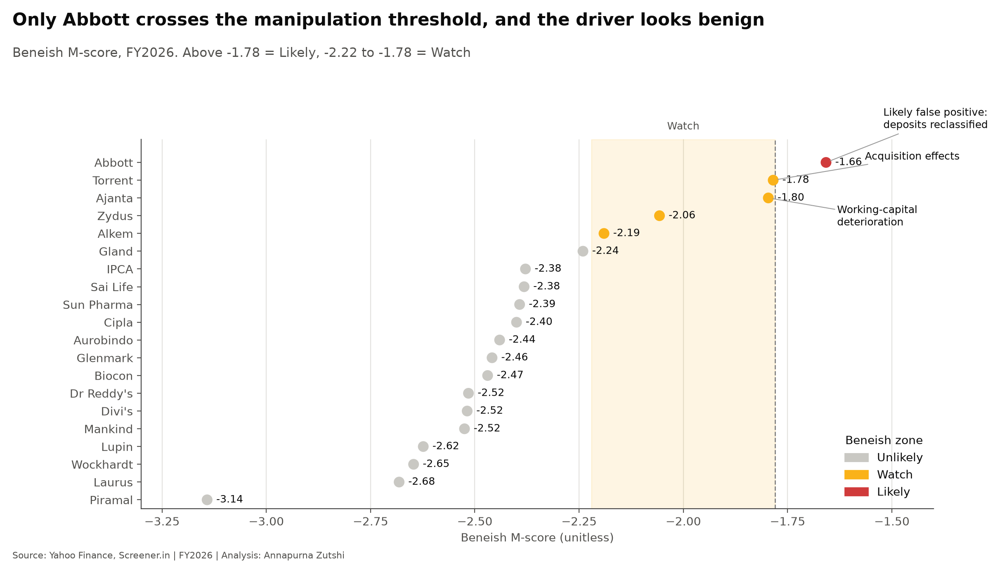 Only Abbott crosses the manipulation threshold, and the driver looks benign
Beneish M-score, FY2026. Above -1.78 = Likely, -2.22 to -1.78 = Watch
Likely false positive:
deposits reclassified
Watch
Acquisition effects
Abbott
-1.66
Torrent
-1.78
Ajanta
-1.80
Working-capital
deterioration
Zydus
-2.06
Alkem
-2.19
Gland
-2.24
IPCA
-2.38
Sai Life
-2.38
Sun Pharma
-2.39
Cipla
-2.40
Aurobindo
-2.44
Glenmark
-2.46
Biocon
-2.47
Dr Reddy's
-2.52
Divi's
-2.52
Mankind
-2.52
Lupin
-2.62
Wockhardt
-2.65
Laurus
-2.68
Piramal
-3.14
Beneish zone
Unlikely
Watch
Likely
−3.25 −3.00 −2.75 −2.50 −2.25 −2.00 −1.75 −1.50
Beneish M-score (unitless)
Source: Yahoo Finance, Screener.in | FY2026 | Analysis: Annapurna Zutshi